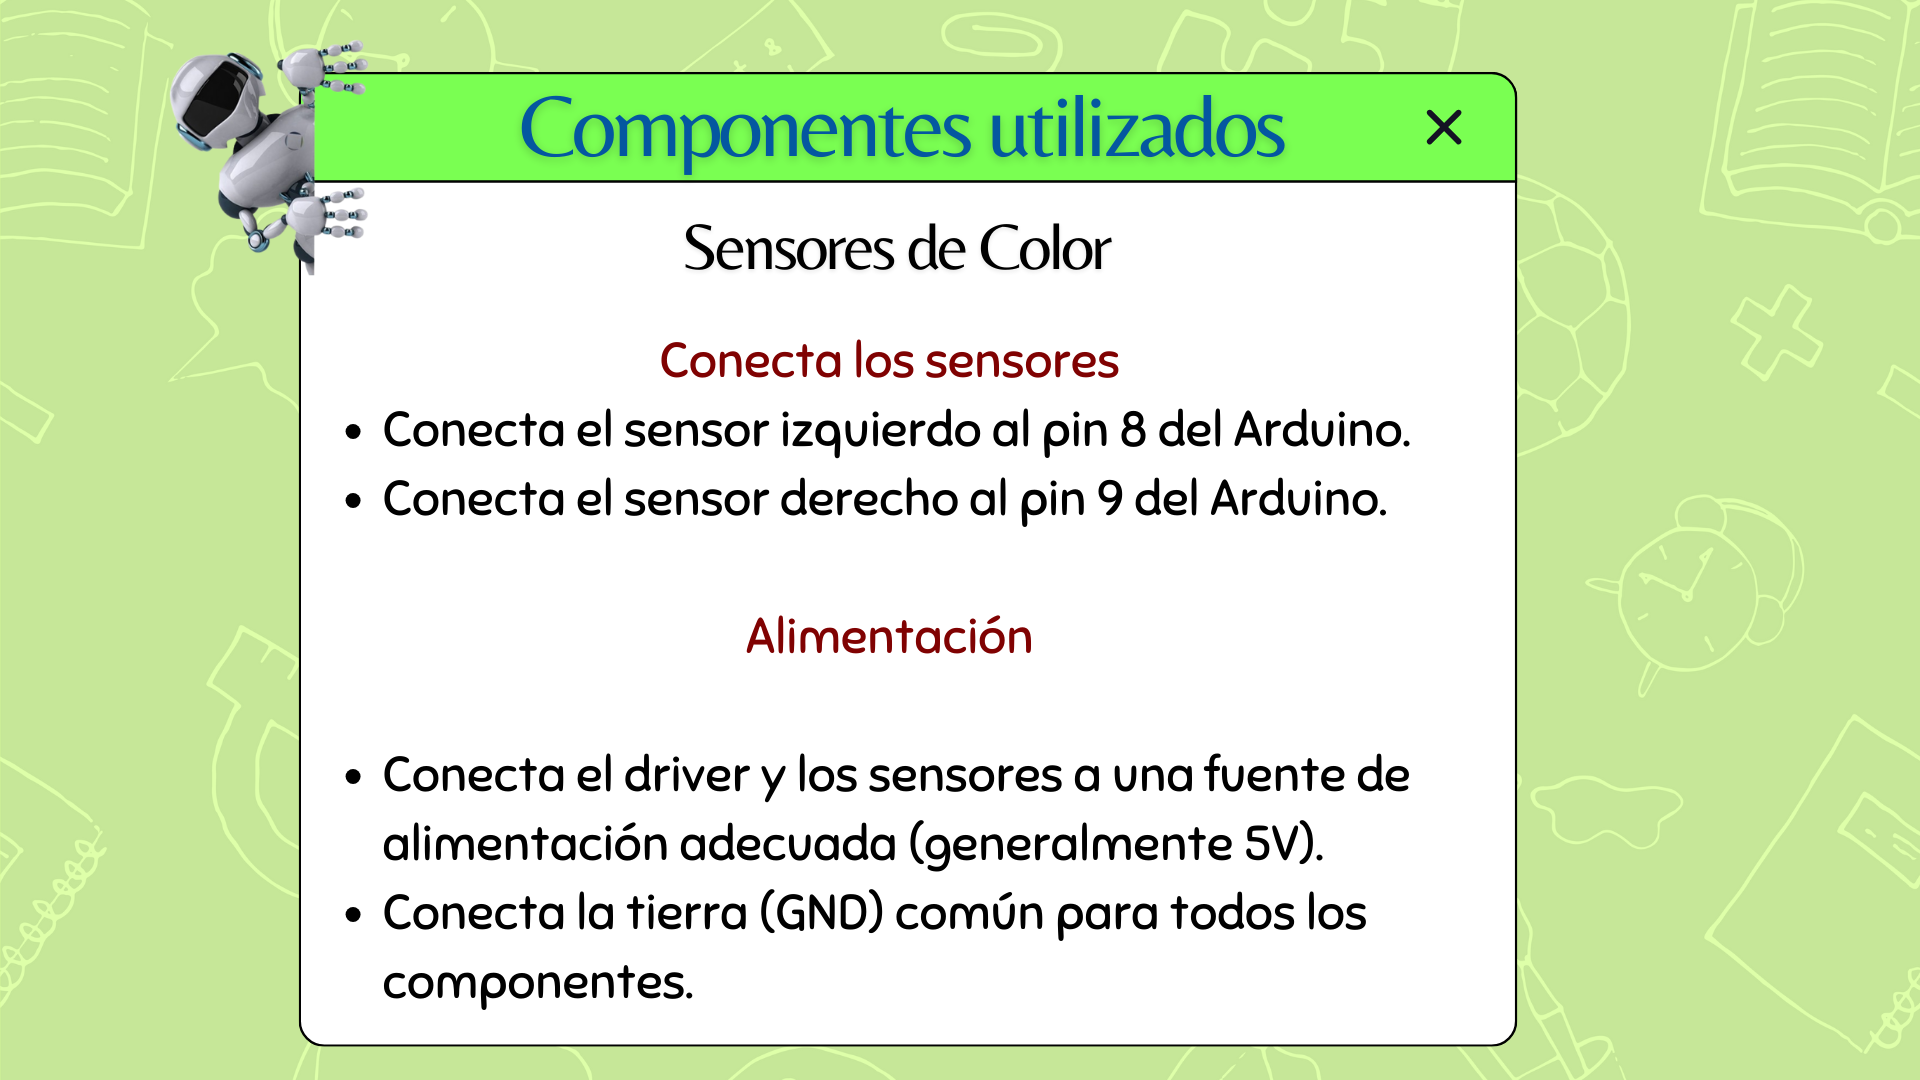 Componentes utilizados
Sensores de Color
Conecta los sensores
• Conecta el sensor izquierdo al pin 8 del Arduino.
• Conecta el sensor derecho al pin 9 del Arduino.
Alimentación
• Conecta el driver y los sensores a una fuente de
alimentación adecuada (generalmente 5V).
• Conecta la tierra (GND) común para todos los
componentes.